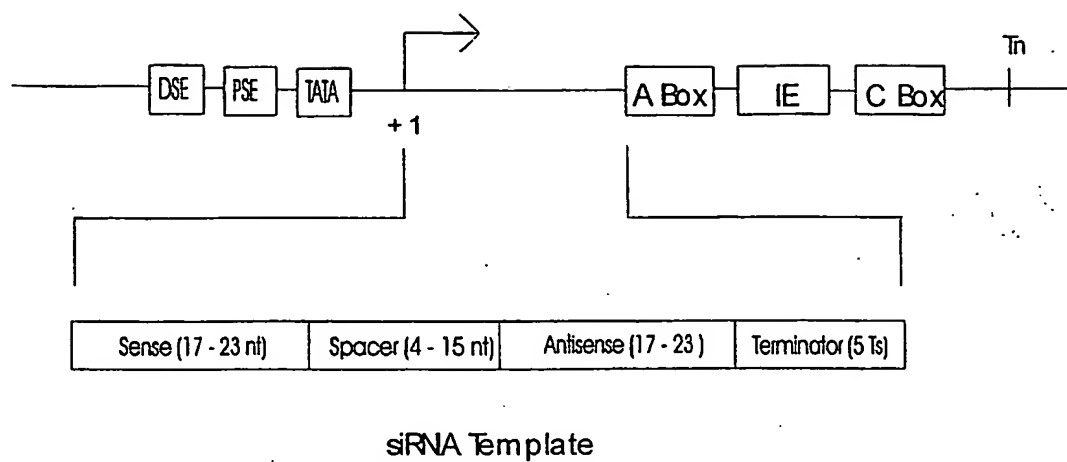 Tn
DSE PSE TATA A Box IE C Box
+ 1
Sense (17 - 23 nt) Spacer (4 - 15 nt) Antisense (17 - 23 ) Terminator (5 Ts)
siRNA Template